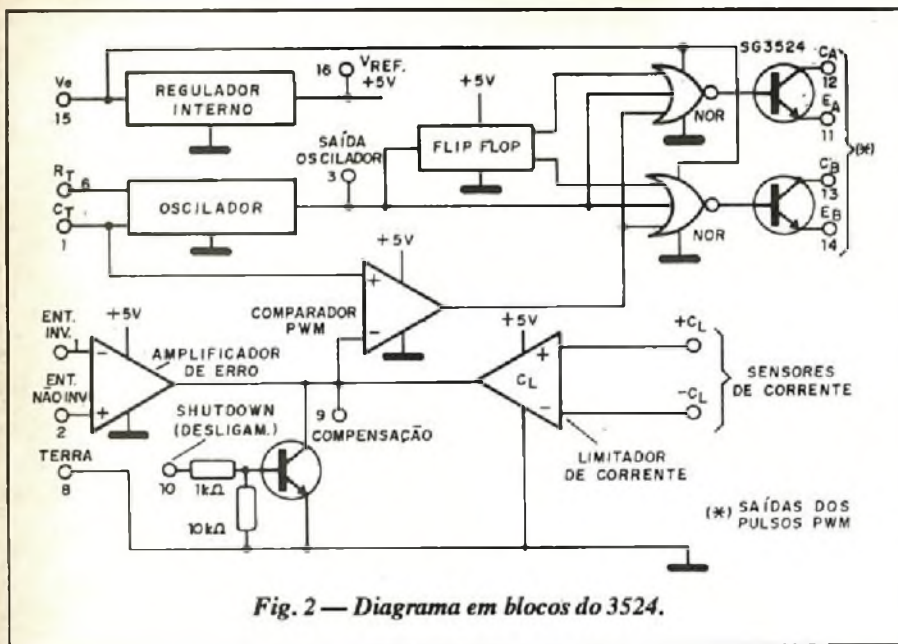 SG3524
Ve
15
REGULADOR
INTERNO
16
VREF.
+5V
+5V
CA
12
EA
11
NOR
(*)
RT 6
CT
1
OSCILADOR
SAÍDA
OSCILADOR
3
FLIP FLOP
CB
13
EB
14
NOR
+5V
+
-
COMPARADOR
PWM
ENT.
INV.
1
-
+5V
AMPLIFICADOR
DE ERRO
ENT.
NÃO INV
2
+
SHUTDOWN
(DESLIGAM.)
10
1kΩ
10kΩ
9
COMPENSAÇÃO
+5V
+
CL
-
+CL
-CL
SENSORES
DE CORRENTE
LIMITADOR
DE CORRENTE
TERRA
8
(*) SAÍDAS DOS
PULSOS PWM
Fig. 2 — Diagrama em blocos do 3524.